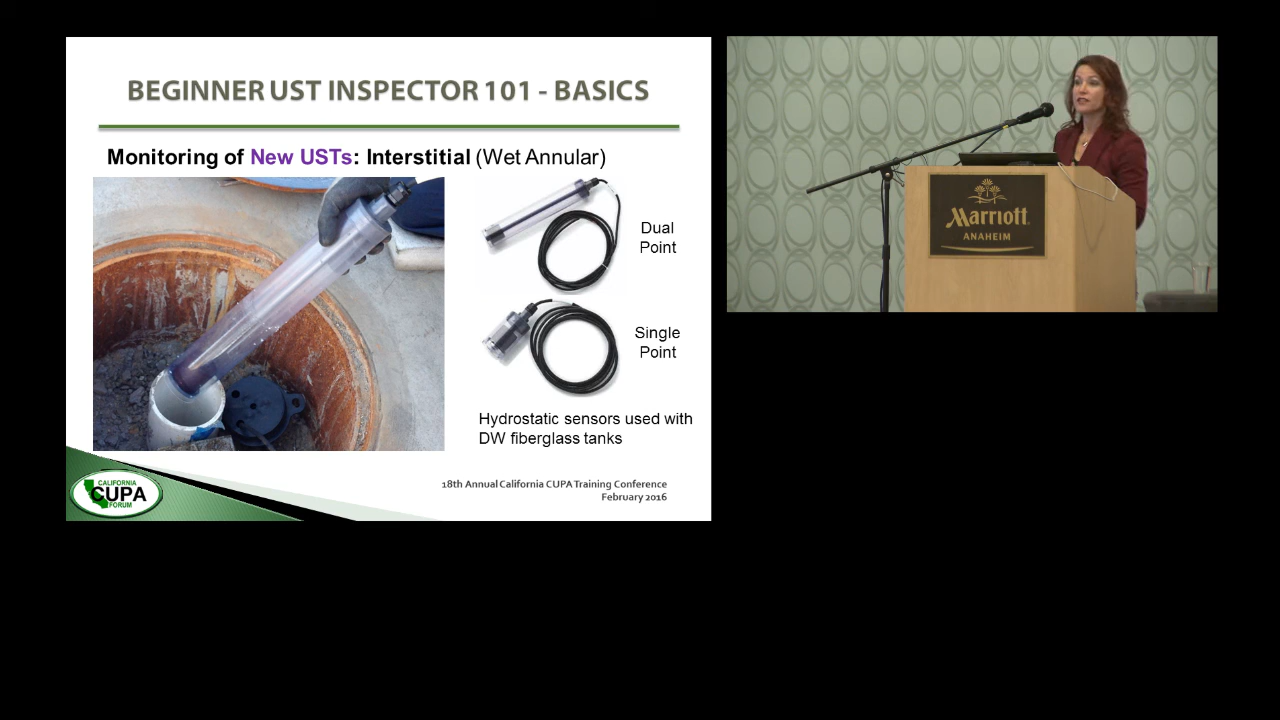 BEGINNER UST INSPECTOR 101 - BASICS
Monitoring of New USTs: Interstitial (Wet Annular)
Dual
Point
Single
Point
Hydrostatic sensors used with
DW fiberglass tanks
18th Annual California CUPA Training Conference
February 2016
CALIFORNIA
CUPA
FORUM
Marriott
ANAHEIM